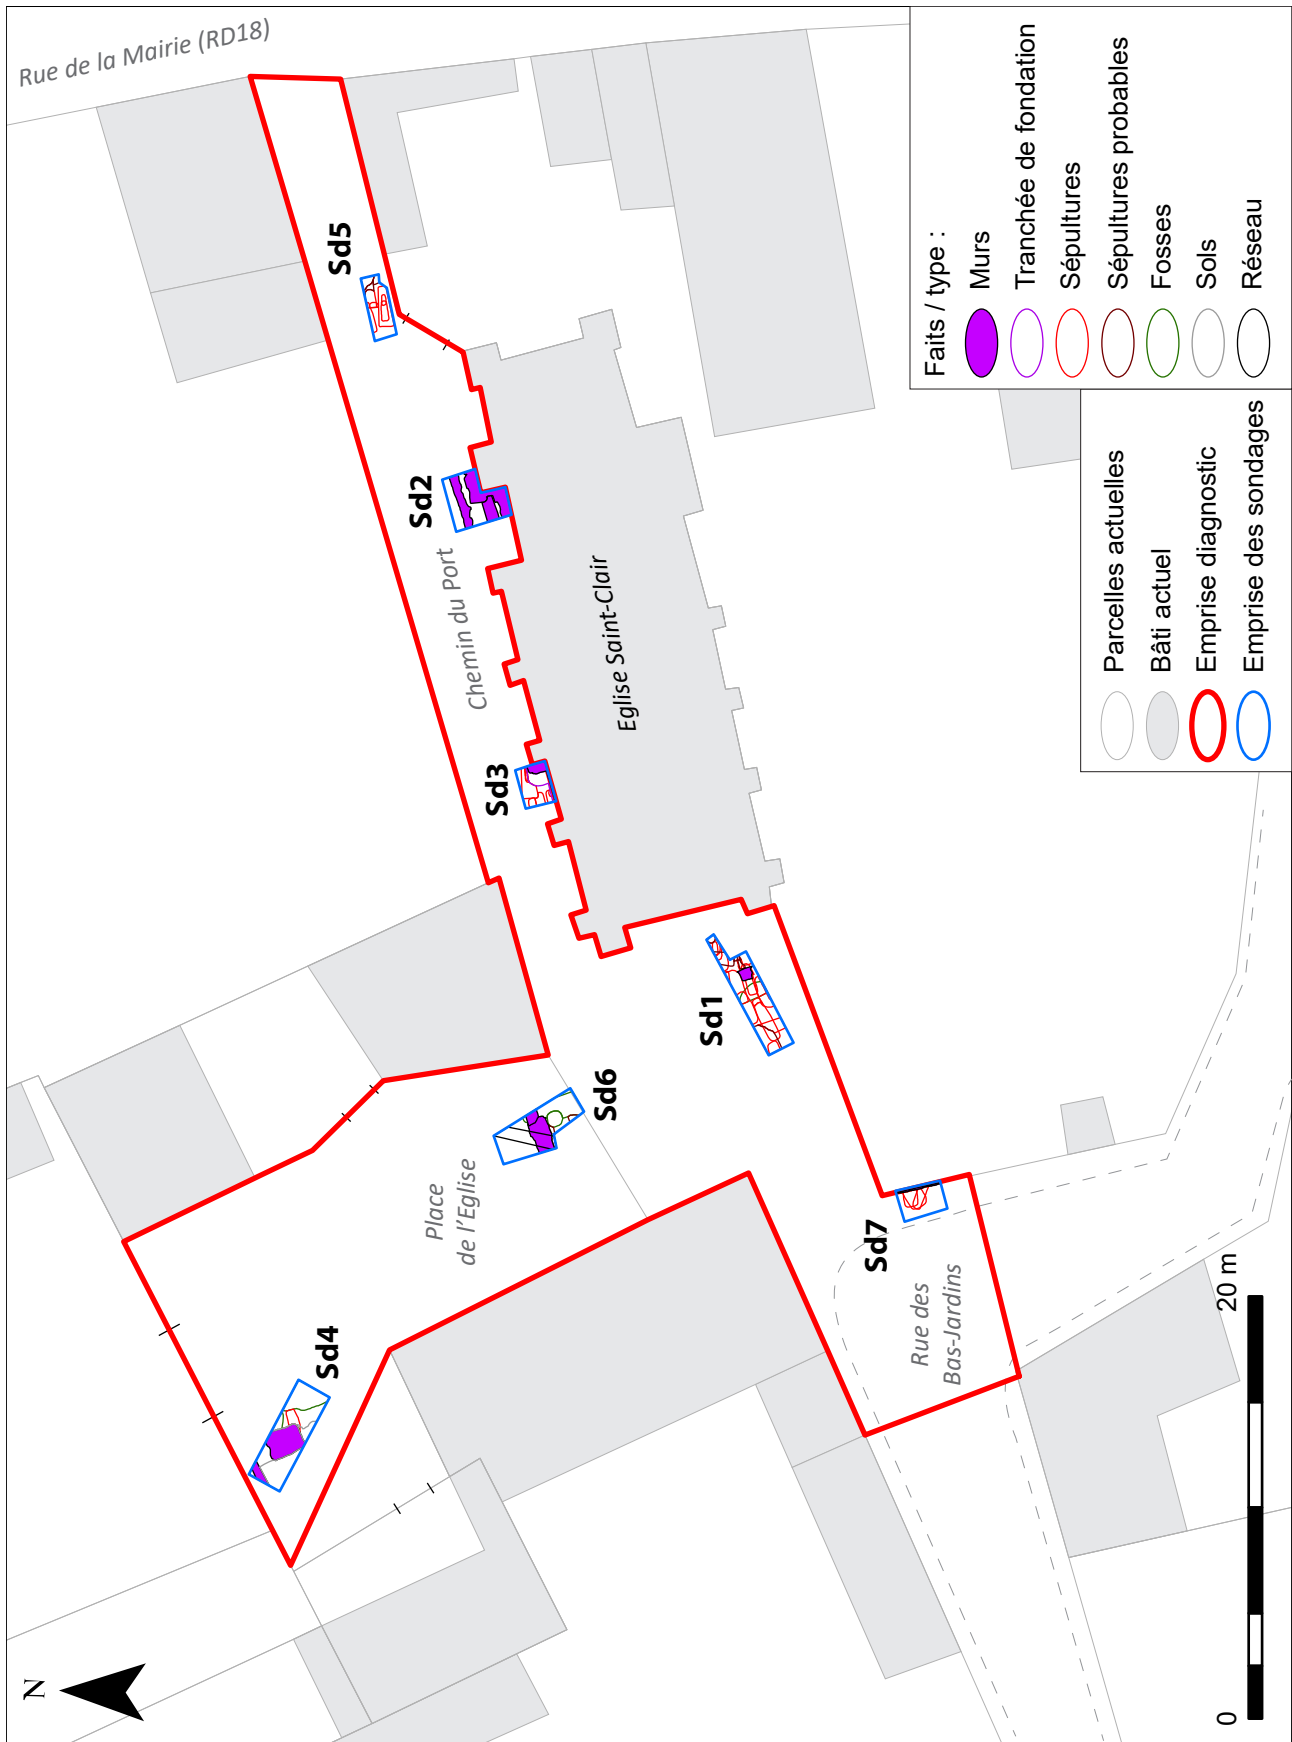 Rue de la Mairie (RD18)
Sd5
Sd2
Chemin du Port
Sd3
Eglise Saint-Clair
Sd1
Sd6
Place
de l'Eglise
Sd4
Sd7
Rue des
Bas-Jardins
N
0
20 m
Parcelles actuelles
Bâti actuel
Emprise diagnostic
Emprise des sondages
Faits / type :
Murs
Tranchée de fondation
Sépultures
Sépultures probables
Fosses
Sols
Réseau